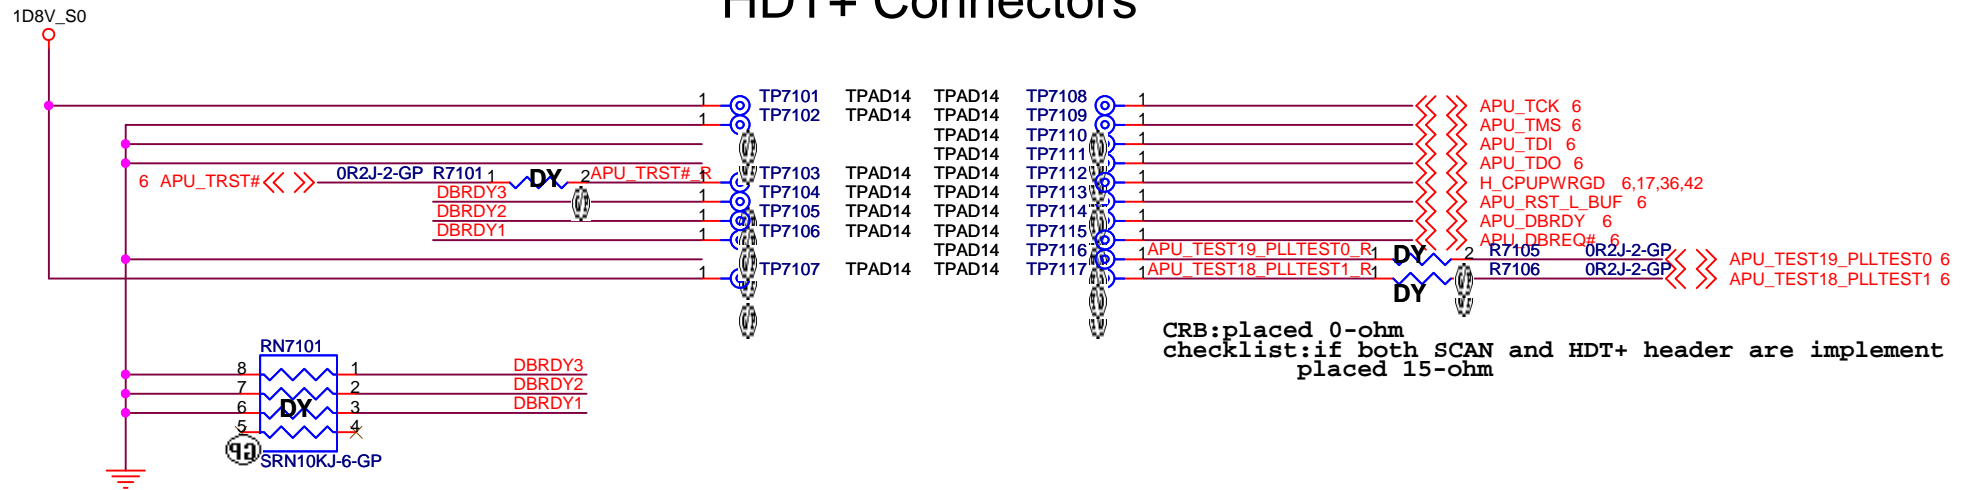 HDT+ Connectors
1D8V_S0
1 TP7101 TPAD14 TPAD14 TP7108 1 APU_TCK 6
1 TP7102 TPAD14 TPAD14 TP7109 1 APU_TMS 6
TPAD14 TP7110 1 APU_TDI 6
TPAD14 TP7111 1 APU_TDO 6
6 APU_TRST# 0R2J-2-GP R7101 1 DY 2 APU_TRST#_R 1 TP7103 TPAD14 TPAD14 TP7112 1 H_CPUPWRGD 6,17,36,42
DBRDY3 1 TP7104 TPAD14 TPAD14 TP7113 1 APU_RST_L_BUF 6
DBRDY2 1 TP7105 TPAD14 TPAD14 TP7114 1 APU_DBRDY 6
DBRDY1 1 TP7106 TPAD14 TPAD14 TP7115 1 APU_DBREQ# 6
TPAD14 TP7116 1 APU_TEST19_PLLTEST0_R 1 DY 2 R7105 0R2J-2-GP APU_TEST19_PLLTEST0 6
1 TP7107 TPAD14 TPAD14 TP7117 1 APU_TEST18_PLLTEST1_R 1 DY R7106 0R2J-2-GP APU_TEST18_PLLTEST1 6
CRB:placed 0-ohm
checklist:if both SCAN and HDT+ header are implement
placed 15-ohm
RN7101
8 1 DBRDY3
7 2 DBRDY2
6 DY 3 DBRDY1
5 4
SRN10KJ-6-GP